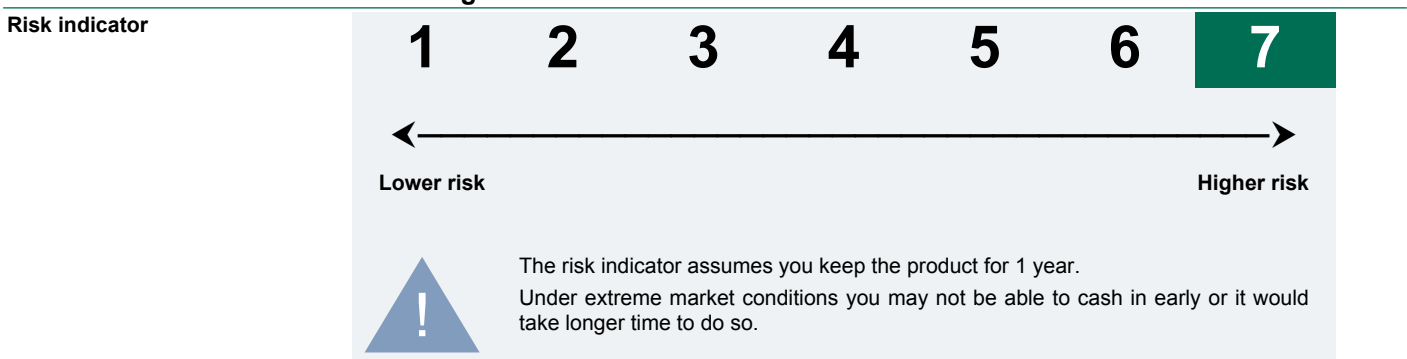 Risk indicator
1 2 3 4 5 6 7
Lower risk Higher risk
!
The risk indicator assumes you keep the product for 1 year.
Under extreme market conditions you may not be able to cash in early or it would
take longer time to do so.